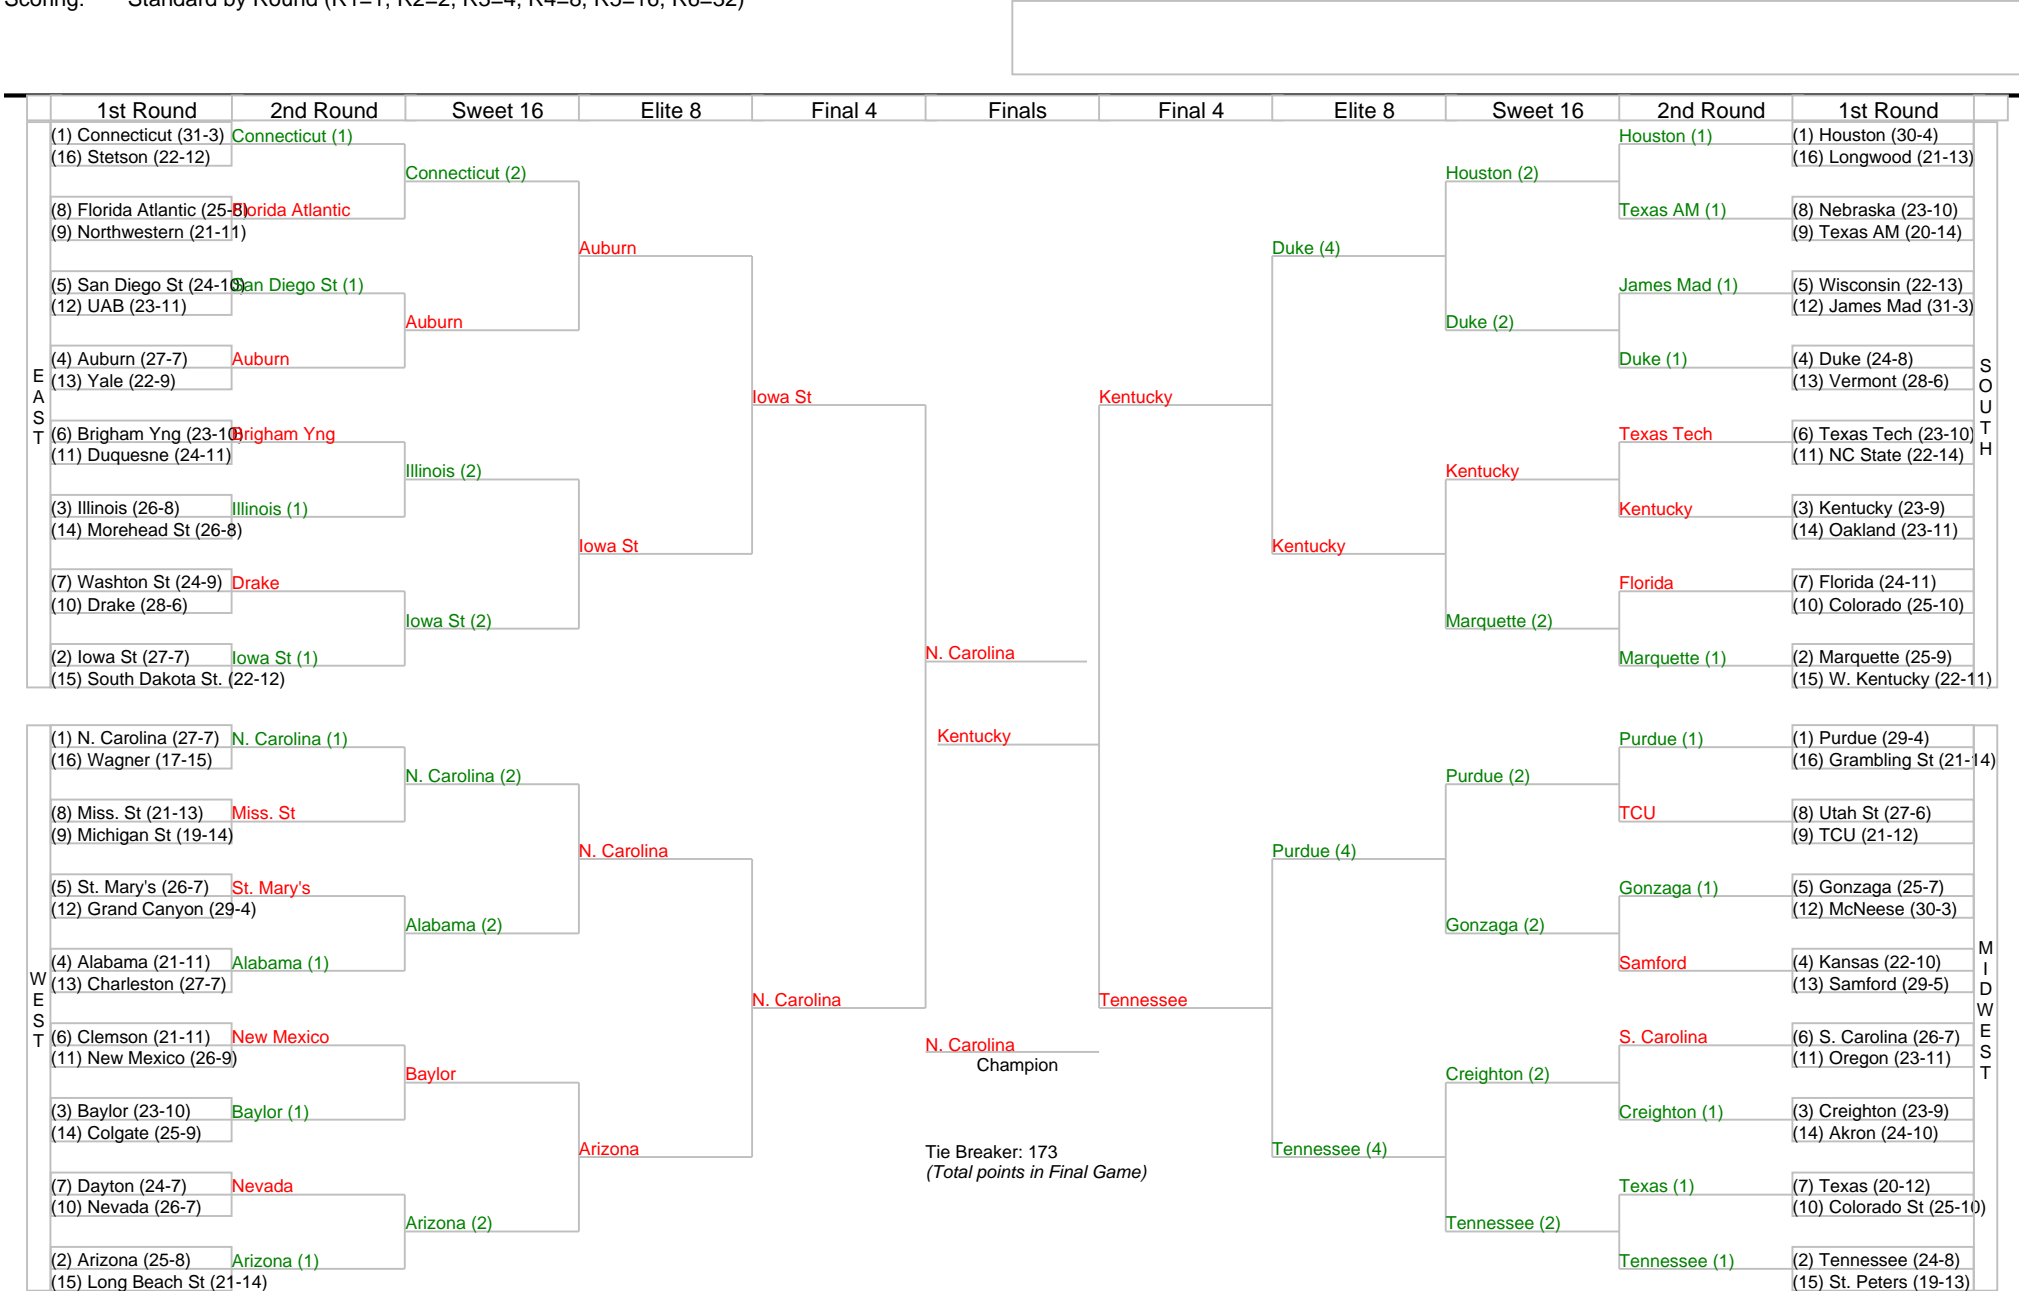 Scoring: Standard by Round (R1=1, R2=2, R3=4, R4=8, R5=16, R6=32)
1st Round 2nd Round Sweet 16 Elite 8 Final 4 Finals Final 4 Elite 8 Sweet 16 2nd Round 1st Round
EAST
(1) Connecticut (31-3)
(16) Stetson (22-12)
(8) Florida Atlantic (25-8)
(9) Northwestern (21-11)
(5) San Diego St (24-10)
(12) UAB (23-11)
(4) Auburn (27-7)
(13) Yale (22-9)
(6) Brigham Yng (23-10)
(11) Duquesne (24-11)
(3) Illinois (26-8)
(14) Morehead St (26-8)
(7) Washton St (24-9)
(10) Drake (28-6)
(2) Iowa St (27-7)
(15) South Dakota St. (22-12)
Connecticut (1)
Florida Atlantic
San Diego St (1)
Auburn
Brigham Yng
Illinois (1)
Drake
Iowa St (1)
Connecticut (2)
Auburn
Illinois (2)
Iowa St (2)
Auburn
Iowa St
Iowa St
WEST
(1) N. Carolina (27-7)
(16) Wagner (17-15)
(8) Miss. St (21-13)
(9) Michigan St (19-14)
(5) St. Mary's (26-7)
(12) Grand Canyon (29-4)
(4) Alabama (21-11)
(13) Charleston (27-7)
(6) Clemson (21-11)
(11) New Mexico (26-9)
(3) Baylor (23-10)
(14) Colgate (25-9)
(7) Dayton (24-7)
(10) Nevada (26-7)
(2) Arizona (25-8)
(15) Long Beach St (21-14)
N. Carolina (1)
Miss. St
St. Mary's
Alabama (1)
New Mexico
Baylor (1)
Nevada
Arizona (1)
N. Carolina (2)
Alabama (2)
Baylor
Arizona (2)
N. Carolina
Arizona
N. Carolina
N. Carolina
Kentucky
N. Carolina
Champion
Tie Breaker: 173
(Total points in Final Game)
Kentucky
Tennessee
Duke (4)
Kentucky
Houston (2)
Duke (2)
Kentucky
Marquette (2)
Houston (1)
Texas AM (1)
James Mad (1)
Duke (1)
Texas Tech
Kentucky
Florida
Marquette (1)
(1) Houston (30-4)
(16) Longwood (21-13)
(8) Nebraska (23-10)
(9) Texas AM (20-14)
(5) Wisconsin (22-13)
(12) James Mad (31-3)
(4) Duke (24-8)
(13) Vermont (28-6)
(6) Texas Tech (23-10)
(11) NC State (22-14)
(3) Kentucky (23-9)
(14) Oakland (23-11)
(7) Florida (24-11)
(10) Colorado (25-10)
(2) Marquette (25-9)
(15) W. Kentucky (22-11)
SOUTH
Purdue (4)
Tennessee (4)
Purdue (2)
Gonzaga (2)
Creighton (2)
Tennessee (2)
Purdue (1)
TCU
Gonzaga (1)
Samford
S. Carolina
Creighton (1)
Texas (1)
Tennessee (1)
(1) Purdue (29-4)
(16) Grambling St (21-14)
(8) Utah St (27-6)
(9) TCU (21-12)
(5) Gonzaga (25-7)
(12) McNeese (30-3)
(4) Kansas (22-10)
(13) Samford (29-5)
(6) S. Carolina (26-7)
(11) Oregon (23-11)
(3) Creighton (23-9)
(14) Akron (24-10)
(7) Texas (20-12)
(10) Colorado St (25-10)
(2) Tennessee (24-8)
(15) St. Peters (19-13)
MIDWEST